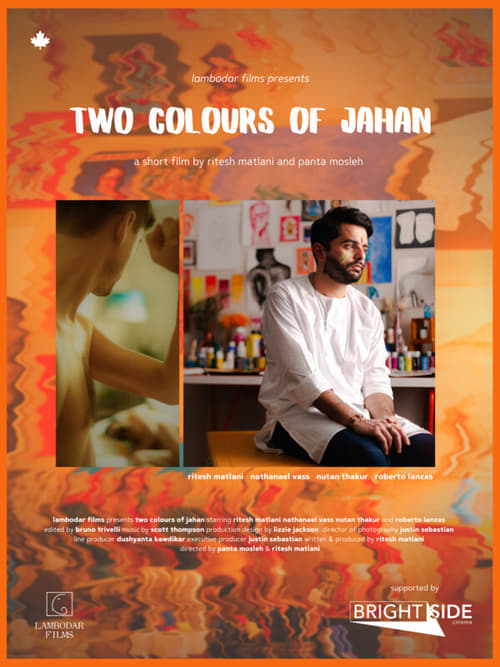 lambodar films presents
TWO COLOURS OF JAHAN
a short film by ritesh matlani and panta mosleh
ritesh matlani nathanael vass nutan thakur roberto lanzas
lambodar films presents two colours of jahan starring ritesh matlani nathanael vass nutan thakur and roberto lanzas
edited by bruno trivelli music by scott thompson production design by lizzie jackson director of photography justin sebastian
line producer dushyanta kawdikar executive producer justin sebastian written & produced by ritesh matlani
directed by panta mosleh & ritesh matlani
supported by
BRIGHT SIDE
cinema
LAMBODAR
FILMS